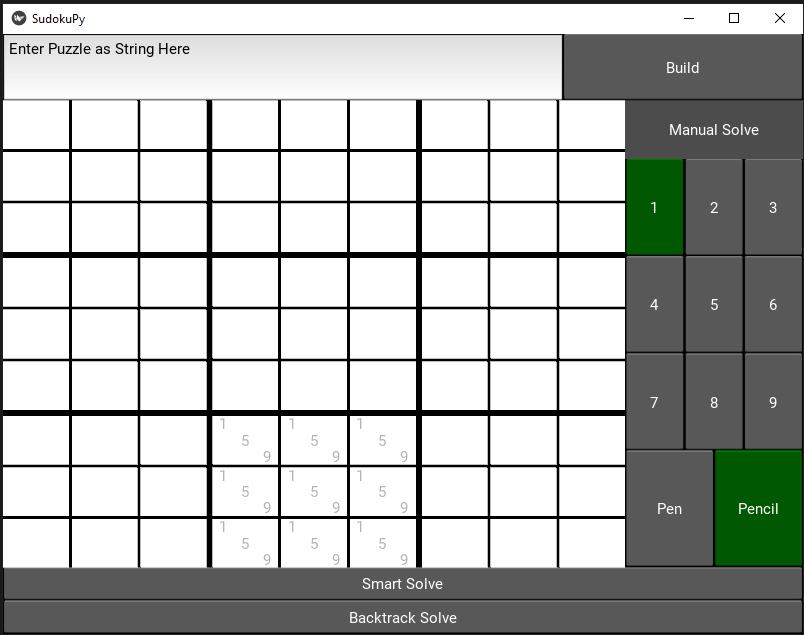 SudokuPy
Enter Puzzle as String Here
Build
Manual Solve
1 2 3
4 5 6
7 8 9
1 1 1
5 5 5
9 9 9
1 1 1
5 5 5
9 9 9
1 1 1
5 5 5
9 9 9
Pen Pencil
Smart Solve
Backtrack Solve